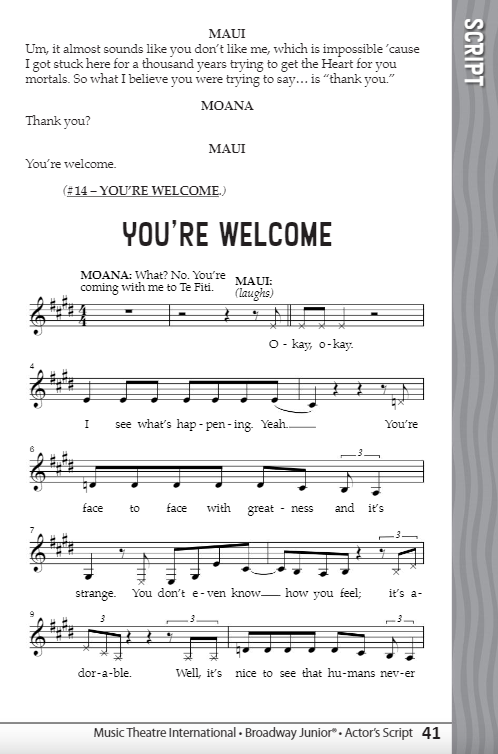 SCRIPT
MAUI
Um, it almost sounds like you don't like me, which is impossible 'cause
I got stuck here for a thousand years trying to get the Heart for you
mortals. So what I believe you were trying to say… is "thank you."
MOANA
Thank you?
MAUI
You're welcome.
(#14 – YOU'RE WELCOME.)
YOU'RE WELCOME
MOANA: What? No. You're
coming with me to Te Fiti.
MAUI:
(laughs)
4
4
O - kay, o - kay.
4
I see what's hap - pen - ing. Yeah. You're
6
3
face to face with great - ness and it's
7
3
strange. You don't e - ven know how you feel; it's a-
9
3
3
3
dor - a - ble. Well, it's nice to see that hu - mans nev - er
Music Theatre International • Broadway Junior® • Actor's Script 41